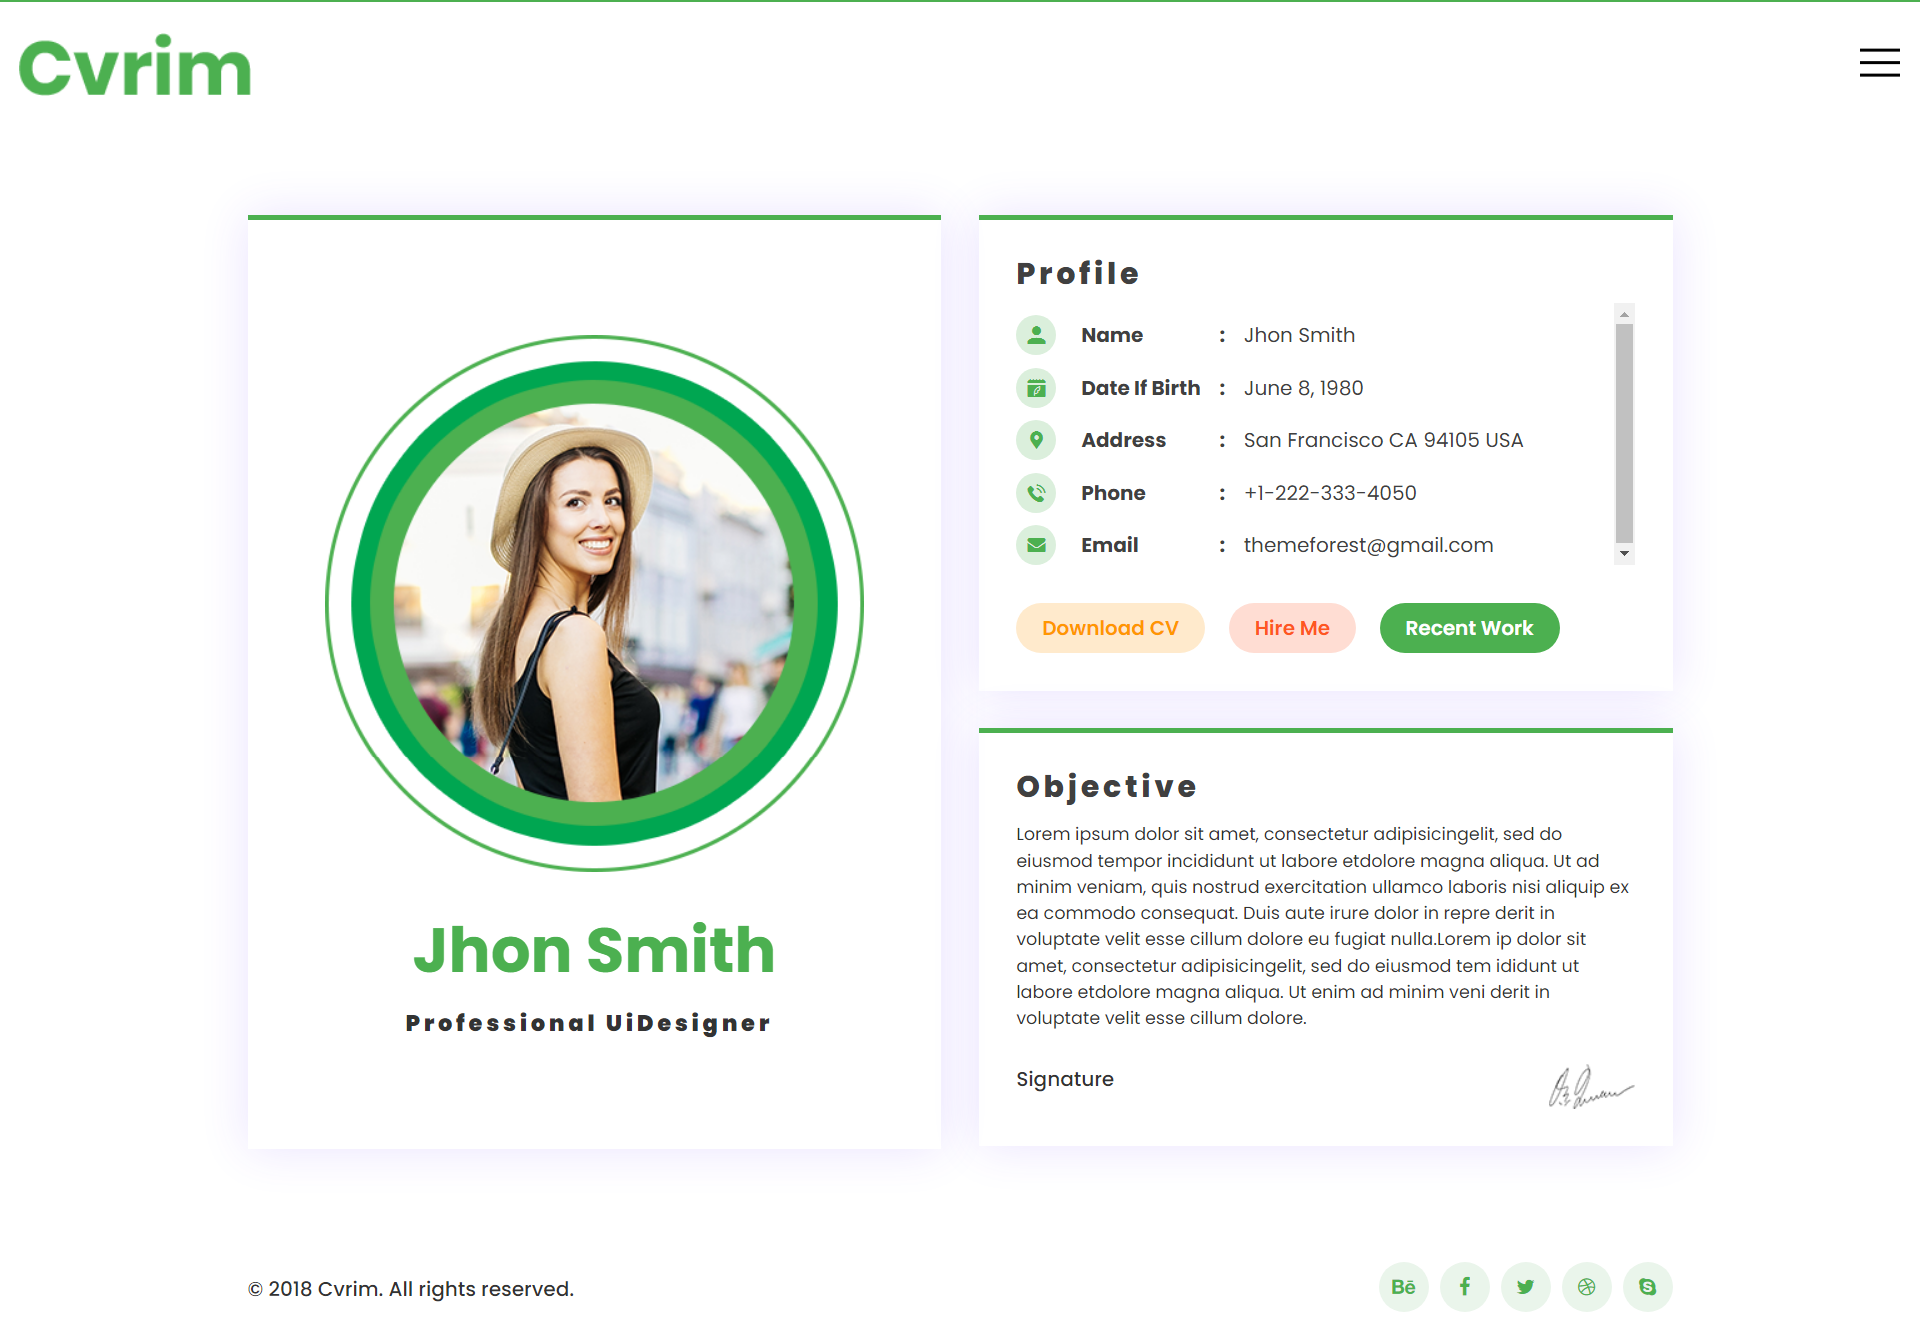 Cvrim
Jhon Smith
Professional UiDesigner
Profile
Name : Jhon Smith
Date If Birth : June 8, 1980
Address : San Francisco CA 94105 USA
Phone : +1-222-333-4050
Email : themeforest@gmail.com
Download CV Hire Me Recent Work
Objective
Lorem ipsum dolor sit amet, consectetur adipisicingelit, sed do
eiusmod tempor incididunt ut labore etdolore magna aliqua. Ut ad
minim veniam, quis nostrud exercitation ullamco laboris nisi aliquip ex
ea commodo consequat. Duis aute irure dolor in repre derit in
voluptate velit esse cillum dolore eu fugiat nulla.Lorem ip dolor sit
amet, consectetur adipisicingelit, sed do eiusmod tem ididunt ut
labore etdolore magna aliqua. Ut enim ad minim veni derit in
voluptate velit esse cillum dolore.
Signature
© 2018 Cvrim. All rights reserved.